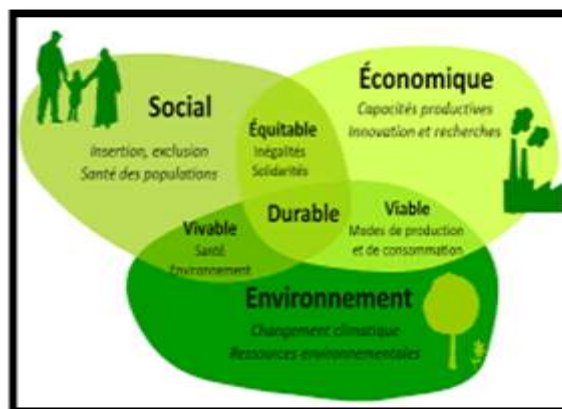 Social
Insertion, exclusion
Santé des populations
Économique
Capacités productives
Innovation et recherches
Équitable
Inégalités
Solidarités
Durable
Vivable
Santé
Environnement
Viable
Modes de production
et de consommation
Environnement
Changement climatique
Ressources environnementales